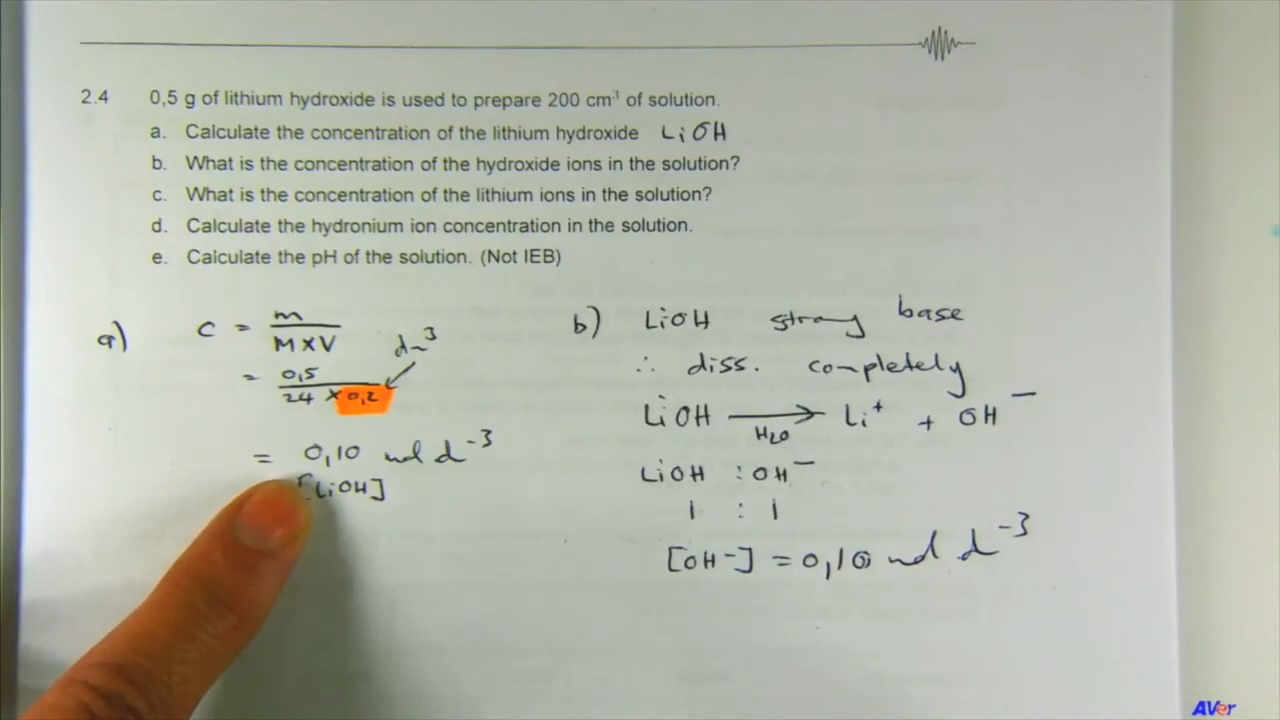 2.4 0,5 g of lithium hydroxide is used to prepare 200 cm³ of solution.
a. Calculate the concentration of the lithium hydroxide LiOH
b. What is the concentration of the hydroxide ions in the solution?
c. What is the concentration of the lithium ions in the solution?
d. Calculate the hydronium ion concentration in the solution.
e. Calculate the pH of the solution. (Not IEB)
a) C = m
M×V
dm³
= 0,5
24 × 0,2
= 0,10 mol d⁻³
[LiOH]
b) LiOH strong base
∴ diss. completely
LiOH ⟶ Li⁺ + OH⁻
H₂O
LiOH : OH⁻
1 : 1
[OH⁻] = 0,10 mol d⁻³
AVer